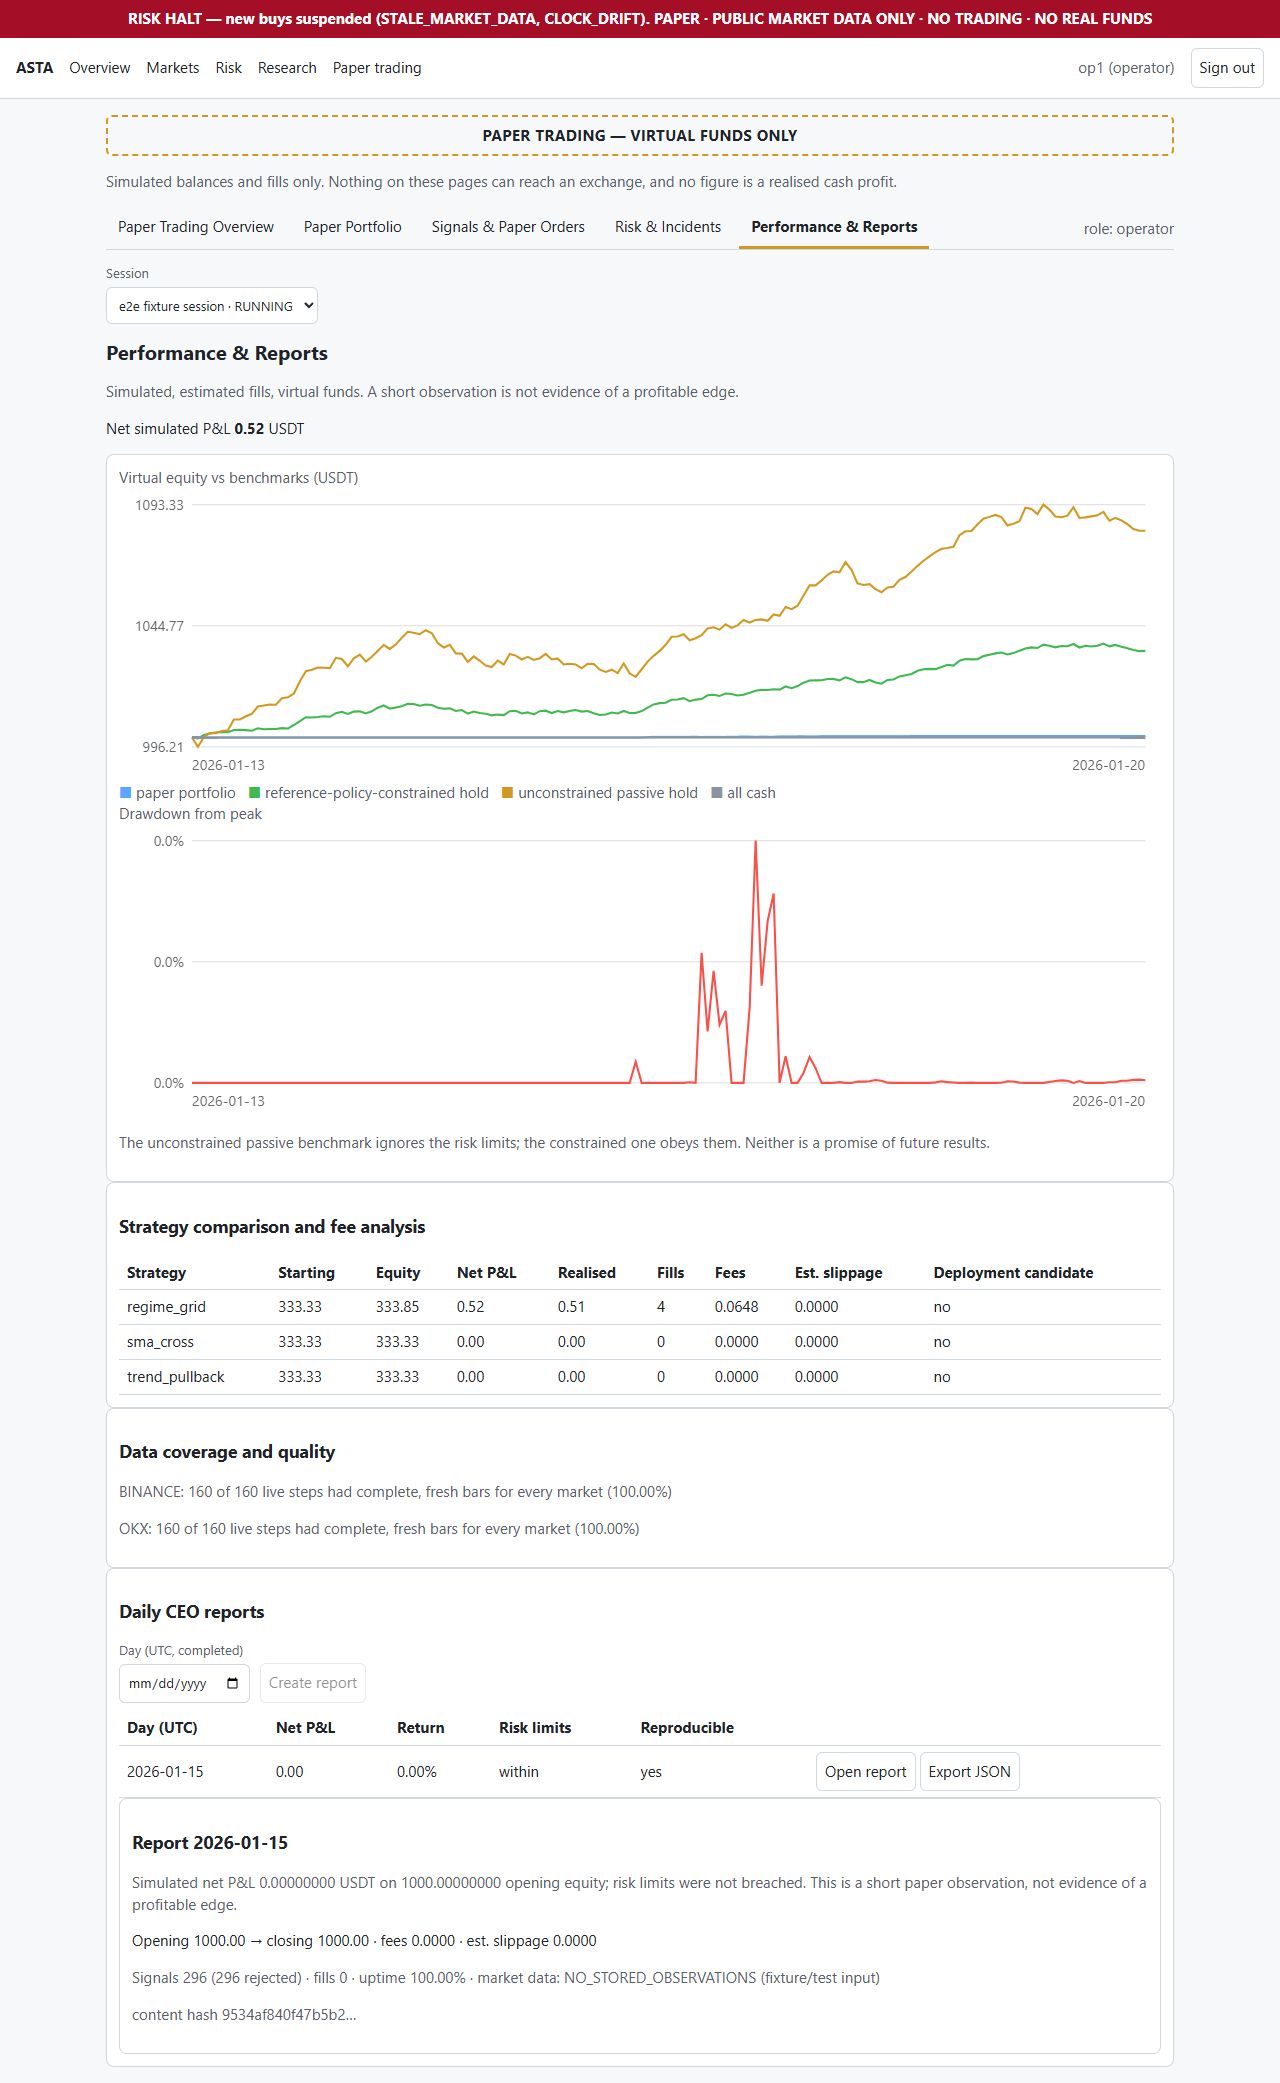 RISK HALT — new buys suspended (STALE_MARKET_DATA, CLOCK_DRIFT). PAPER · PUBLIC MARKET DATA ONLY · NO TRADING · NO REAL FUNDS
ASTA Overview Markets Risk Research Paper trading op1 (operator) Sign out
PAPER TRADING — VIRTUAL FUNDS ONLY
Simulated balances and fills only. Nothing on these pages can reach an exchange, and no figure is a realised cash profit.
Paper Trading Overview Paper Portfolio Signals & Paper Orders Risk & Incidents Performance & Reports role: operator
Session
e2e fixture session · RUNNING
Performance & Reports
Simulated, estimated fills, virtual funds. A short observation is not evidence of a profitable edge.
Net simulated P&L 0.52 USDT
Virtual equity vs benchmarks (USDT)
1093.33
1044.77
996.21
2026-01-13 2026-01-20
paper portfolio reference-policy-constrained hold unconstrained passive hold all cash
Drawdown from peak
0.0%
0.0%
0.0%
2026-01-13 2026-01-20
The unconstrained passive benchmark ignores the risk limits; the constrained one obeys them. Neither is a promise of future results.
Strategy comparison and fee analysis
Strategy Starting Equity Net P&L Realised Fills Fees Est. slippage Deployment candidate
regime_grid 333.33 333.85 0.52 0.51 4 0.0648 0.0000 no
sma_cross 333.33 333.33 0.00 0.00 0 0.0000 0.0000 no
trend_pullback 333.33 333.33 0.00 0.00 0 0.0000 0.0000 no
Data coverage and quality
BINANCE: 160 of 160 live steps had complete, fresh bars for every market (100.00%)
OKX: 160 of 160 live steps had complete, fresh bars for every market (100.00%)
Daily CEO reports
Day (UTC, completed)
mm/dd/yyyy Create report
Day (UTC) Net P&L Return Risk limits Reproducible
2026-01-15 0.00 0.00% within yes Open report Export JSON
Report 2026-01-15
Simulated net P&L 0.00000000 USDT on 1000.00000000 opening equity; risk limits were not breached. This is a short paper observation, not evidence of a
profitable edge.
Opening 1000.00 → closing 1000.00 · fees 0.0000 · est. slippage 0.0000
Signals 296 (296 rejected) · fills 0 · uptime 100.00% · market data: NO_STORED_OBSERVATIONS (fixture/test input)
content hash 9534af840f47b5b2…